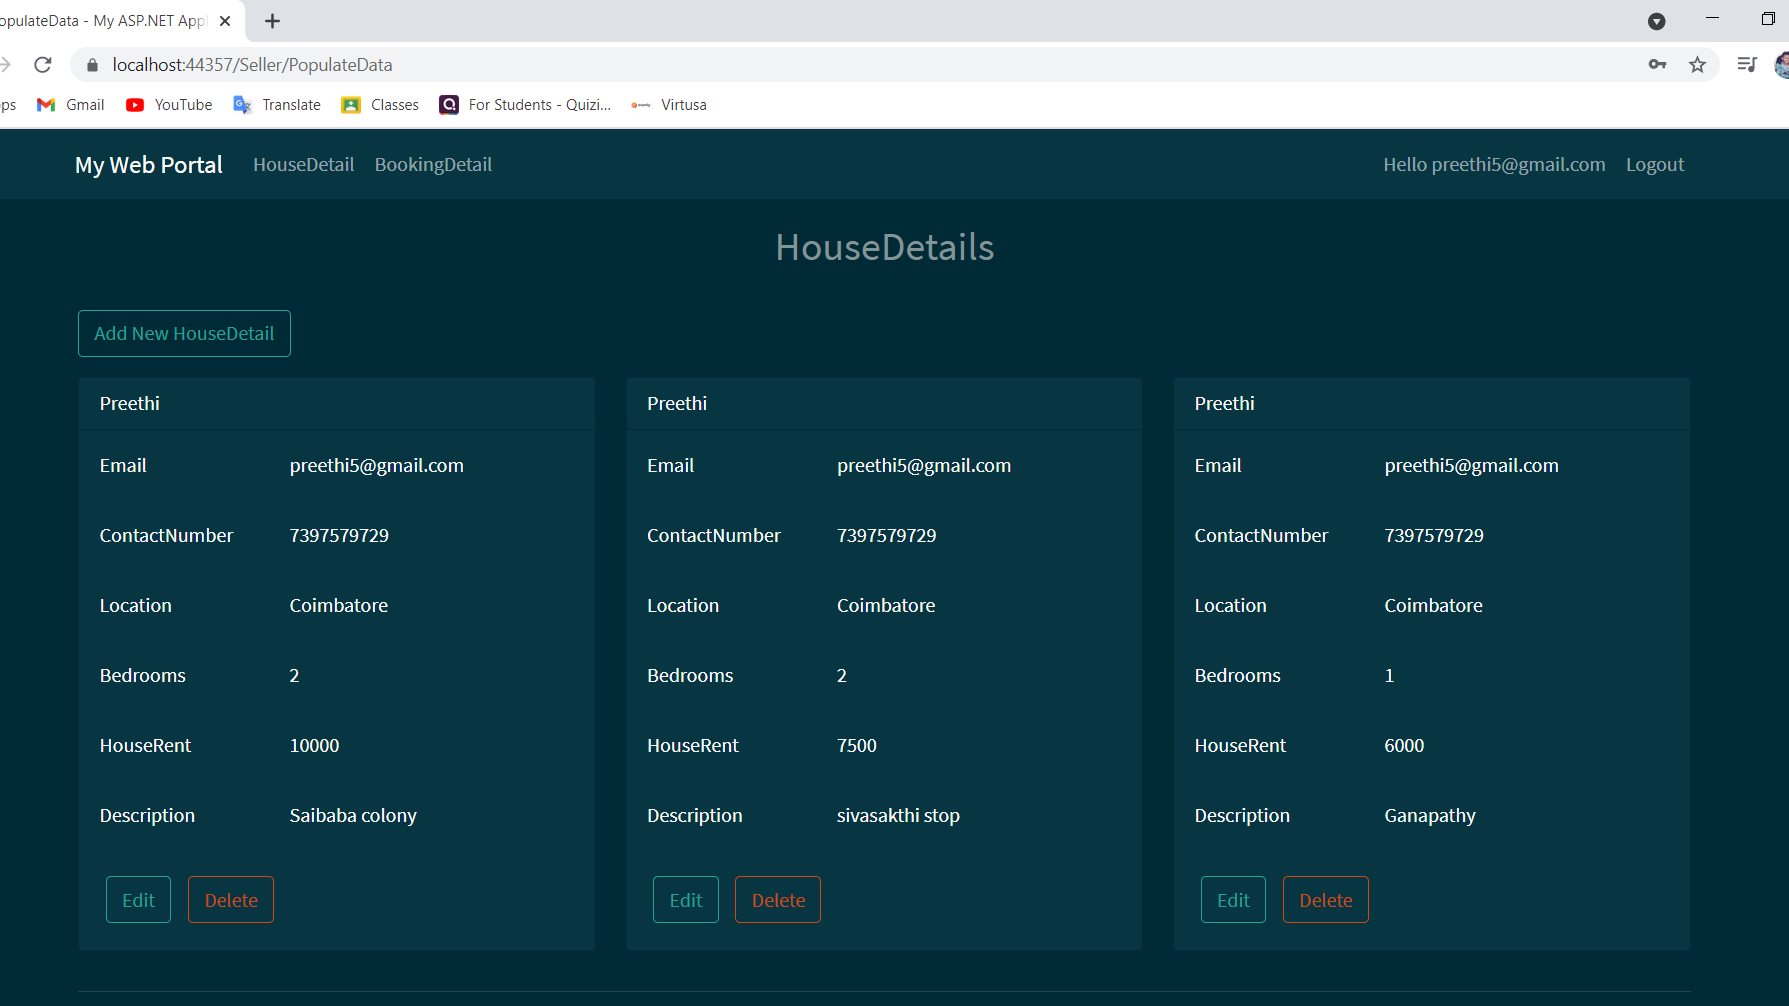 opulateData - My ASP.NET Appl
localhost:44357/Seller/PopulateData
ps Gmail YouTube Translate Classes For Students - Quizi... Virtusa
My Web Portal HouseDetail BookingDetail Hello preethi5@gmail.com Logout
HouseDetails
Add New HouseDetail
Preethi
Email preethi5@gmail.com
ContactNumber 7397579729
Location Coimbatore
Bedrooms 2
HouseRent 10000
Description Saibaba colony
Edit Delete
Preethi
Email preethi5@gmail.com
ContactNumber 7397579729
Location Coimbatore
Bedrooms 2
HouseRent 7500
Description sivasakthi stop
Edit Delete
Preethi
Email preethi5@gmail.com
ContactNumber 7397579729
Location Coimbatore
Bedrooms 1
HouseRent 6000
Description Ganapathy
Edit Delete